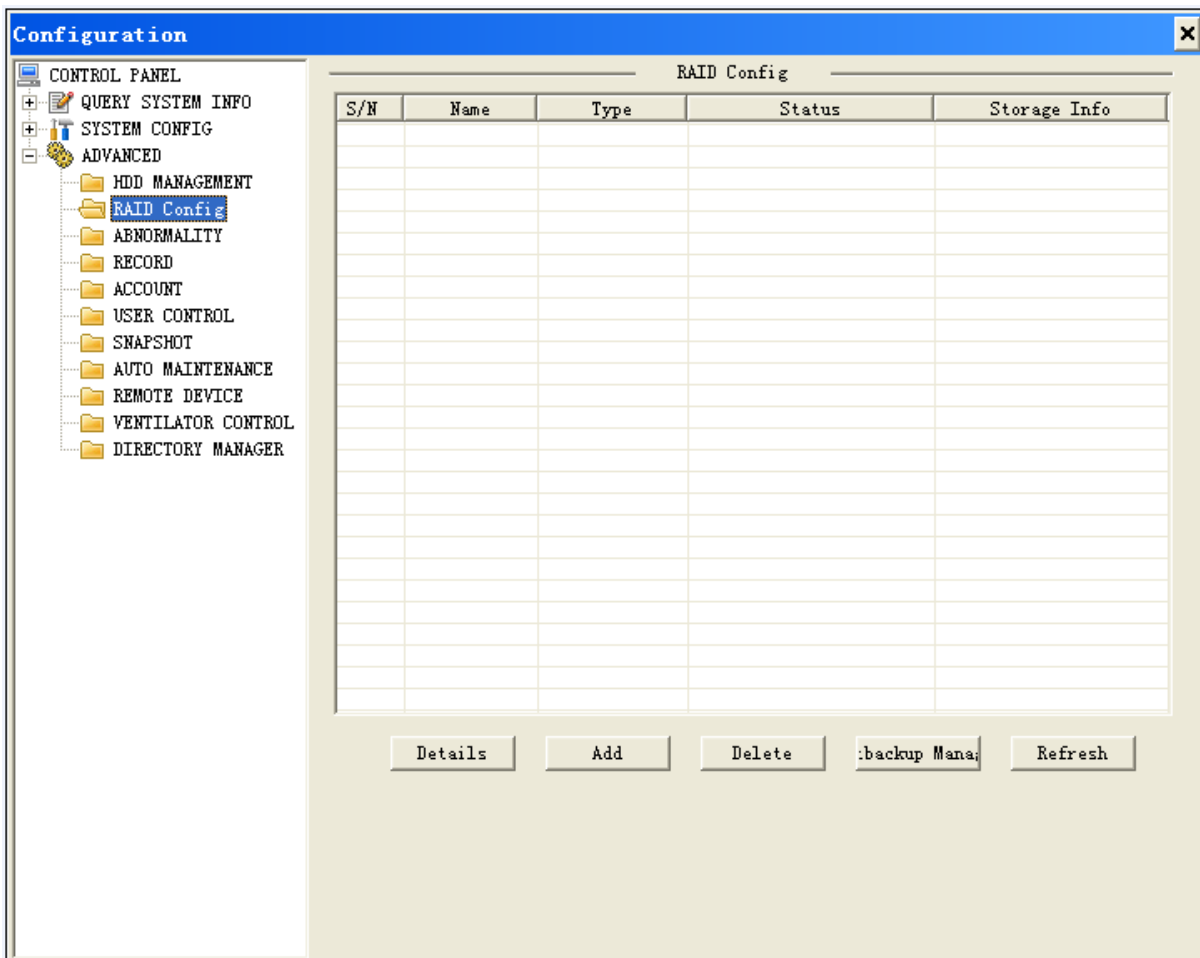 Configuration
CONTROL PANEL
QUERY SYSTEM INFO
SYSTEM CONFIG
ADVANCED
HDD MANAGEMENT
RAID Config
ABNORMALITY
RECORD
ACCOUNT
USER CONTROL
SNAPSHOT
AUTO MAINTENANCE
REMOTE DEVICE
VENTILATOR CONTROL
DIRECTORY MANAGER
RAID Config
S/N Name Type Status Storage Info
Details Add Delete backup Mana Refresh